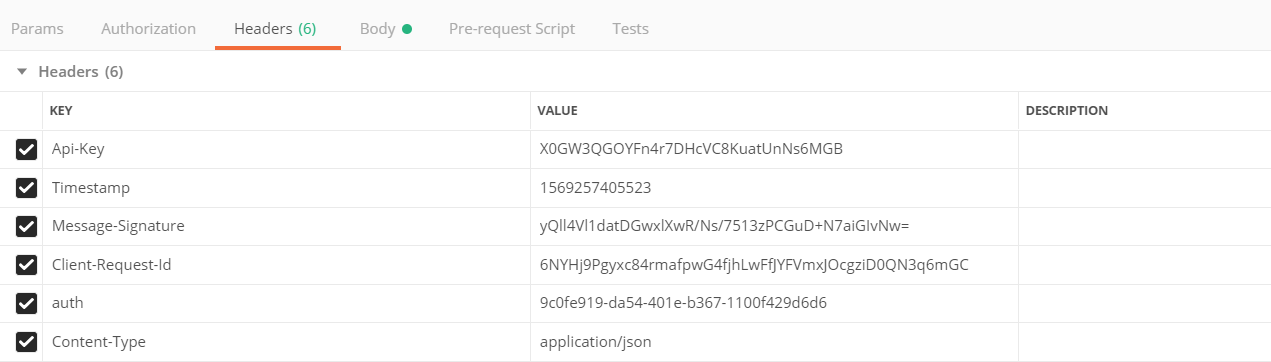 Params Authorization Headers (6) Body Pre-request Script Tests
Headers (6)
KEY VALUE DESCRIPTION
Api-Key X0GW3QGOYFn4r7DHcVC8KuatUnNs6MGB
Timestamp 1569257405523
Message-Signature yQll4Vl1datDGwxlXwR/Ns/7513zPCGuD+N7aiGIvNw=
Client-Request-Id 6NYHj9Pgyxc84rmafpwG4fjhLwFfJYFVmxJOcgziD0QN3q6mGC
auth 9c0fe919-da54-401e-b367-1100f429d6d6
Content-Type application/json